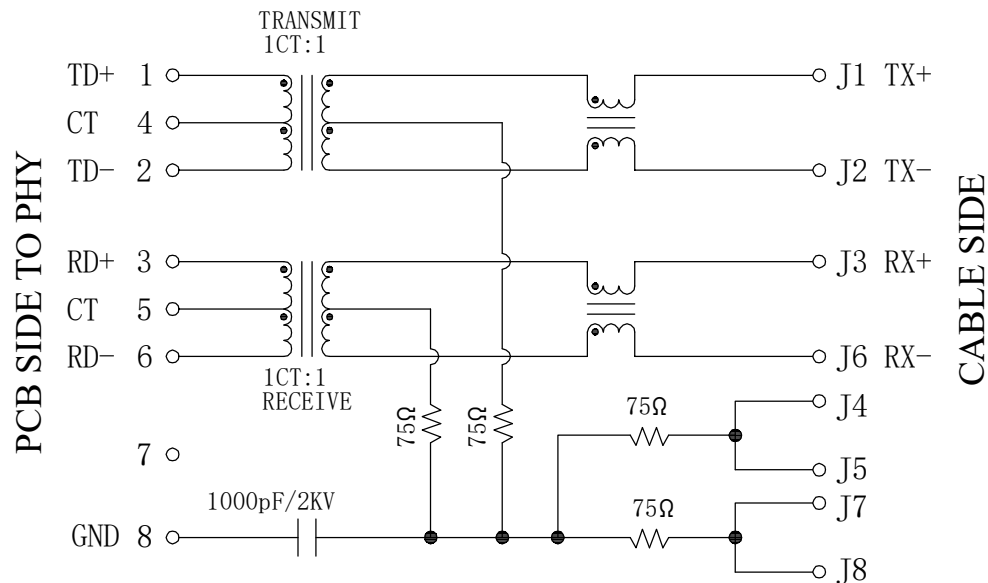 TRANSMIT
1CT:1
TD+ 1
J1 TX+
CT 4
TD- 2
J2 TX-
PCB SIDE TO PHY
CABLE SIDE
RD+ 3
J3 RX+
CT 5
RD- 6
J6 RX-
1CT:1
RECEIVE
75Ω
75Ω
75Ω
J4
7
J5
1000pF/2KV
75Ω
J7
GND 8
J8